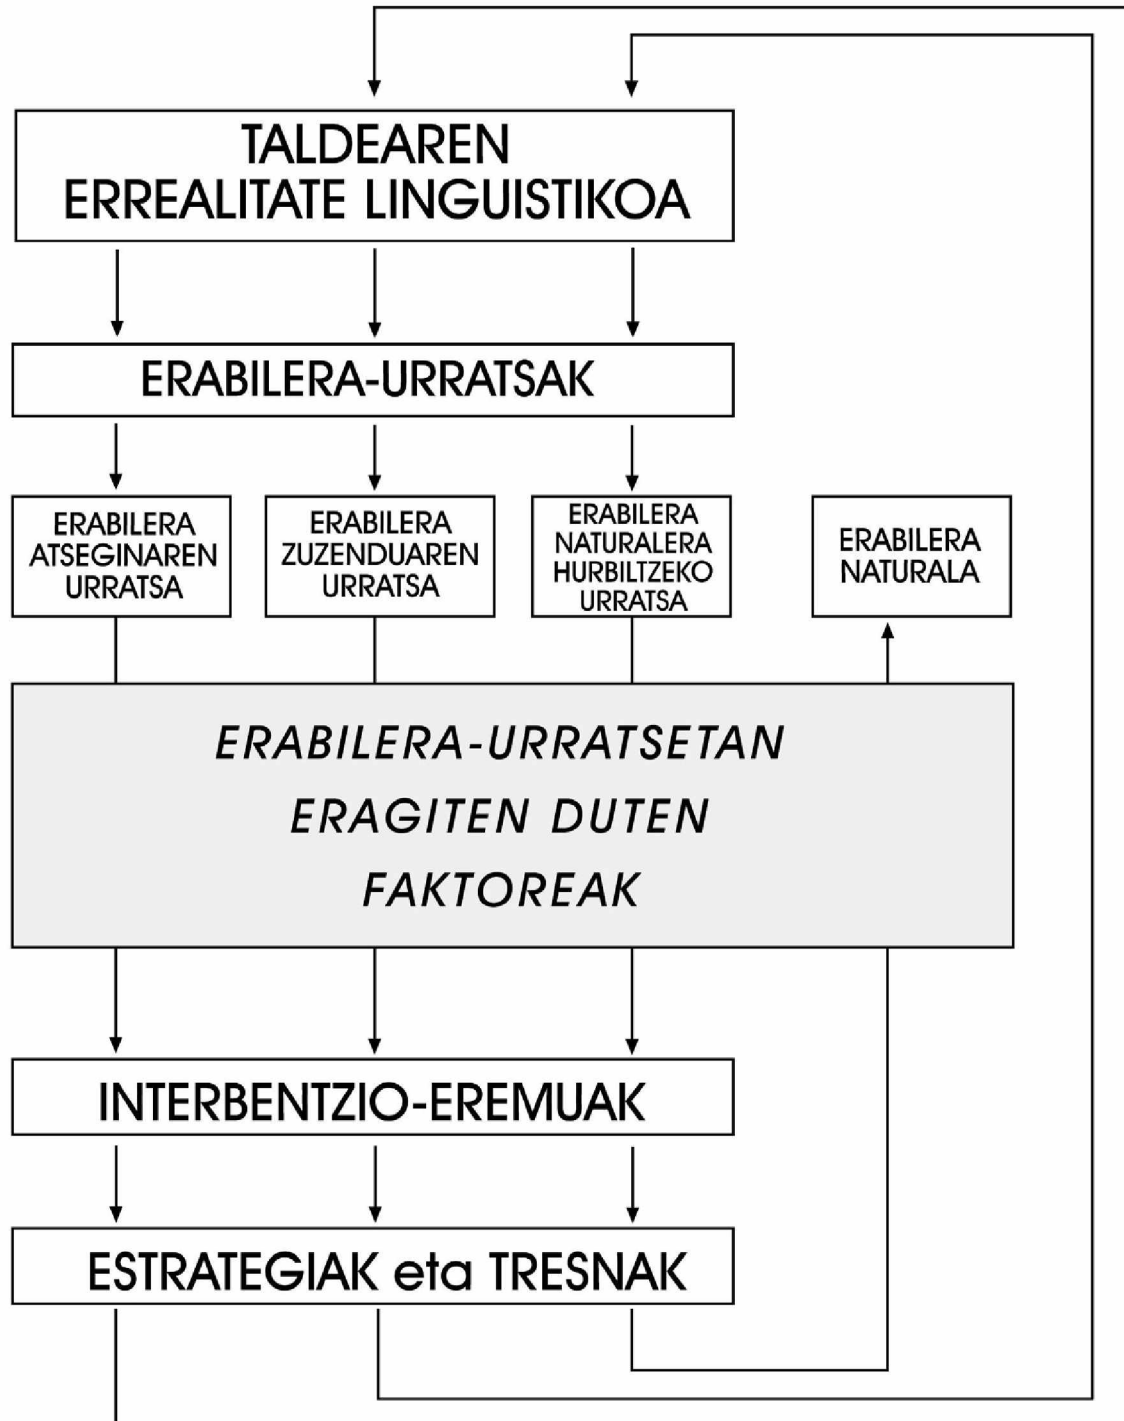 TALDEAREN
ERREALITATE LINGUISTIKOA
ERABILERA-URRATSAK
ERABILERA
ATSEGINAREN
URRATSA
ERABILERA
ZUZENDUAREN
URRATSA
ERABILERA
NATURALERA
HURBILTZEKO
URRATSA
ERABILERA
NATURALA
ERABILERA-URRATSETAN
ERAGITEN DUTEN
FAKTOREAK
INTERBENTZIO-EREMUAK
ESTRATEGIAK eta TRESNAK